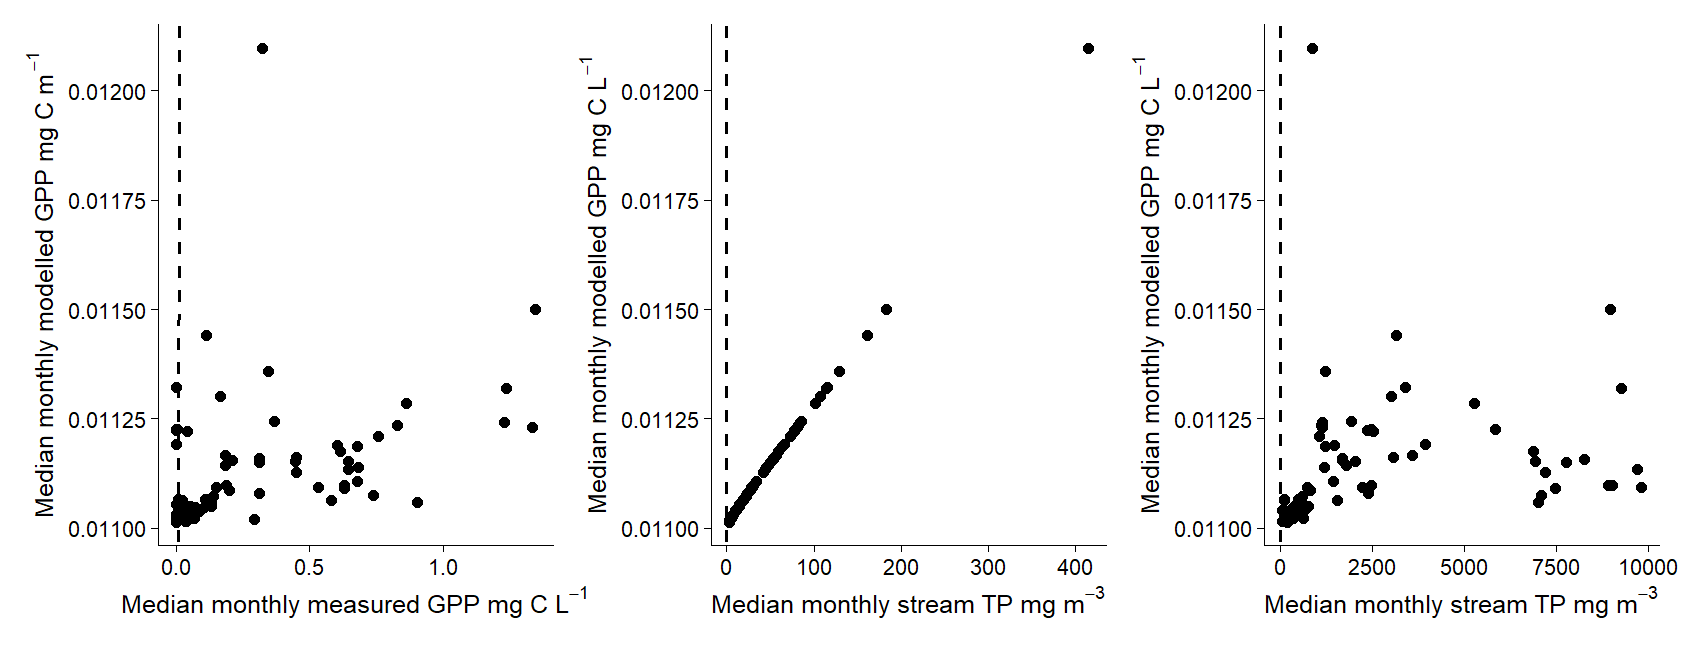 Median monthly modelled GPP mg C m⁻¹
0.01200
0.01175
0.01150
0.01125
0.01100
0.0 0.5 1.0
Median monthly measured GPP mg C L⁻¹
Median monthly modelled GPP mg C L⁻¹
0.01200
0.01175
0.01150
0.01125
0.01100
0 100 200 300 400
Median monthly stream TP mg m⁻³
Median monthly modelled GPP mg C L⁻¹
0.01200
0.01175
0.01150
0.01125
0.01100
0 2500 5000 7500 10000
Median monthly stream TP mg m⁻³